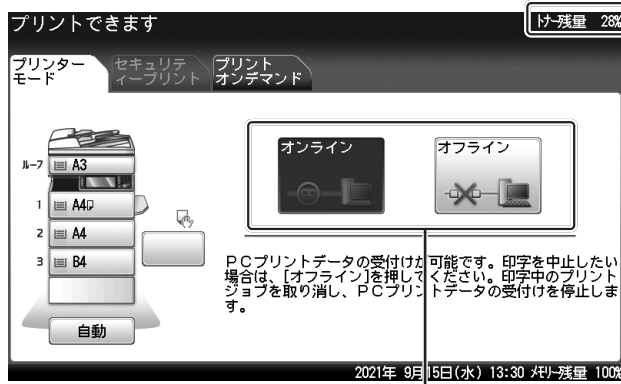 プリントできます
トナー残量 28%
プリンター
モード
セキュリテ
ィープリント
プリント
オンデマンド
オンライン
オフライン
ルーフ A3
1 A4
2 A4
3 B4
自動
PCプリントデータの受付けが可能です。印字を中止したい
場合は、[オフライン]を押してください。印字中のプリント
ジョブを取り消し、PCプリントデータの受付けを停止しま
す。
2021年 9月15日(水) 13:30 メモリー残量 100%